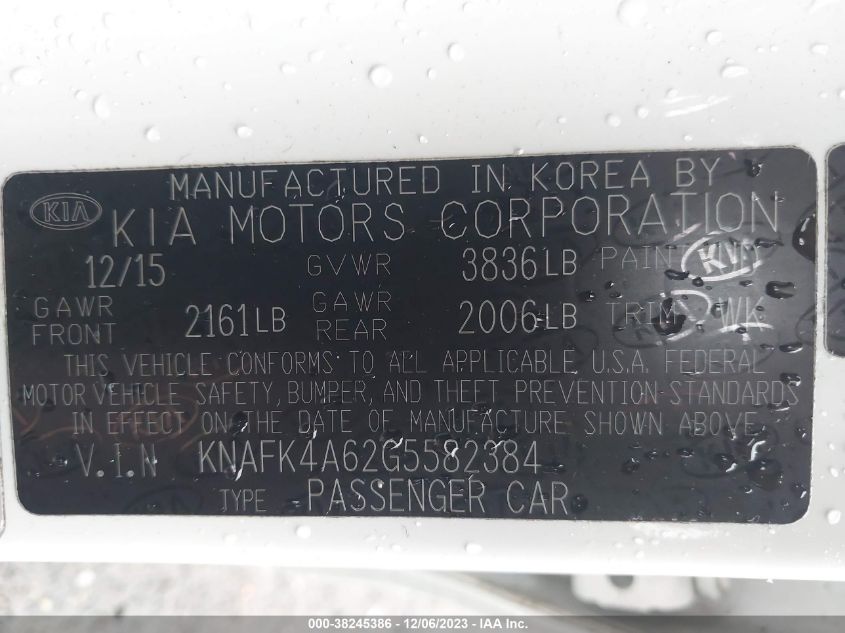 MANUFACTURED IN KOREA BY
KIA KIA MOTORS CORPORATION
12/15 GVWR 3836LB PAINT
GAWR FRONT 2161LB GAWR REAR 2006LB TRIM WK
THIS VEHICLE CONFORMS TO ALL APPLICABLE U.S.A. FEDERAL
MOTOR VEHICLE SAFETY, BUMPER, AND THEFT PREVENTION STANDARDS
IN EFFECT ON THE DATE OF MANUFACTURE SHOWN ABOVE.
V.I.N KNAFK4A62G5582384
TYPE PASSENGER CAR
000-38245386 - 12/06/2023 - IAA Inc.